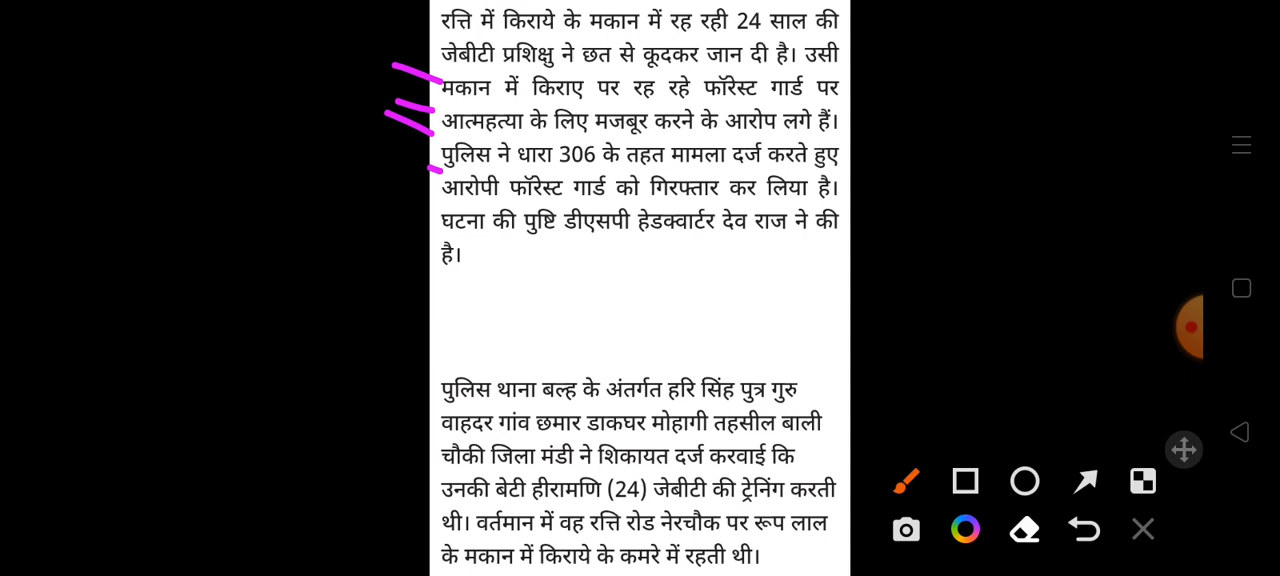 रत्ति में किराये के मकान में रह रही 24 साल की
जेबीटी प्रशिक्षु ने छत से कूदकर जान दी है। उसी
मकान में किराए पर रह रहे फॉरेस्ट गार्ड पर
आत्महत्या के लिए मजबूर करने के आरोप लगे हैं।
पुलिस ने धारा 306 के तहत मामला दर्ज करते हुए
आरोपी फॉरेस्ट गार्ड को गिरफ्तार कर लिया है।
घटना की पुष्टि डीएसपी हेडक्वार्टर देव राज ने की
है।
पुलिस थाना बल्ह के अंतर्गत हरि सिंह पुत्र गुरु
वाहदर गांव छमार डाकघर मोहागी तहसील बाली
चौकी जिला मंडी ने शिकायत दर्ज करवाई कि
उनकी बेटी हीरामणि (24) जेबीटी की ट्रेनिंग करती
थी। वर्तमान में वह रत्ति रोड नेरचौक पर रूप लाल
के मकान में किराये के कमरे में रहती थी।